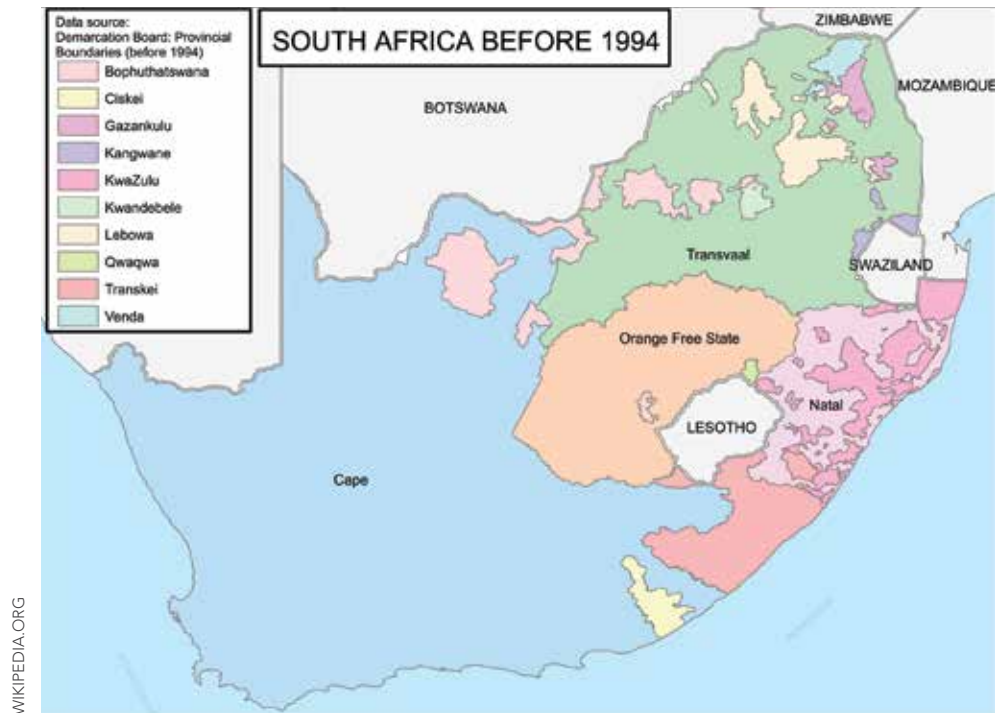 Data source:
Demarcation Board: Provincial
Boundaries (before 1994)
Bophuthatswana
Ciskei
Gazankulu
Kangwane
KwaZulu
Kwandebele
Lebowa
Qwaqwa
Transkei
Venda
SOUTH AFRICA BEFORE 1994
ZIMBABWE
MOZAMBIQUE
BOTSWANA
Transvaal
SWAZILAND
Orange Free State
Natal
LESOTHO
Cape
WIKIPEDIA.ORG